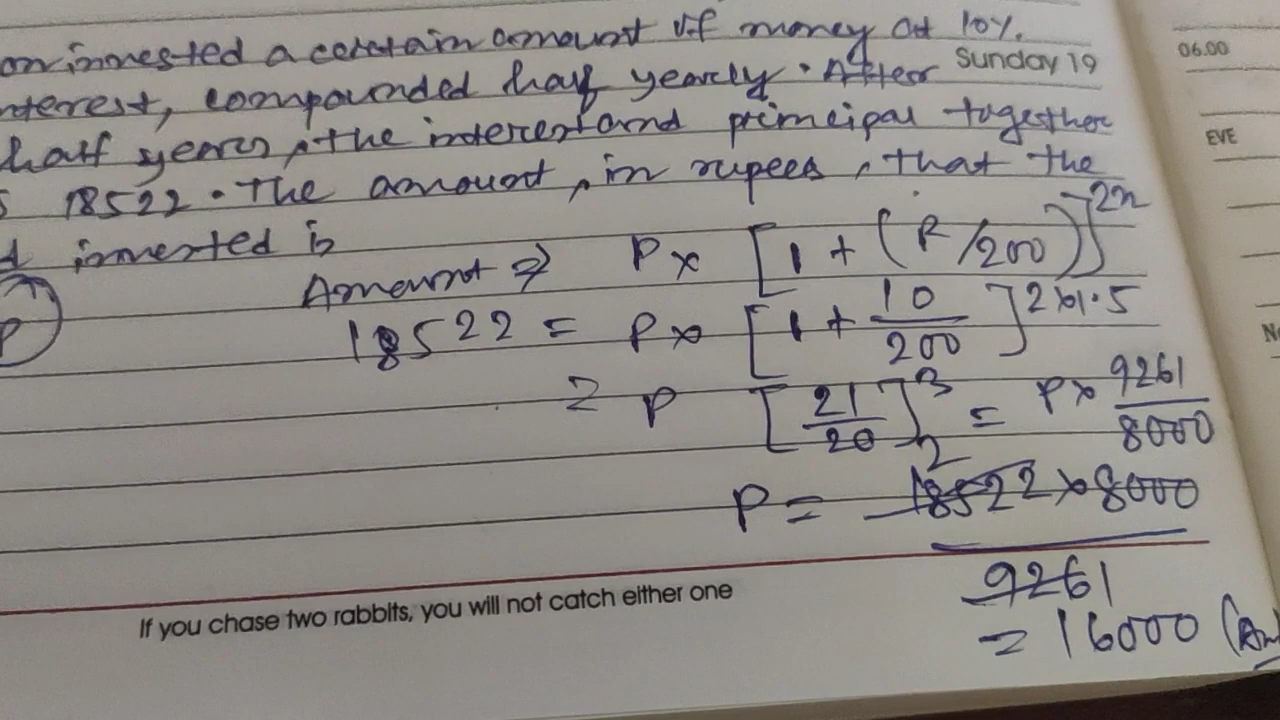 on invested a certain amount of money at 10%.
Sunday 19
nterest, compounded half yearly. After
half years, the interest and principal together
s 18522. The amount, in rupees, that the
d invested is
Amount ⇒ P × [1 + (R/200)]^2n
18522 = P × [1 + 10/200]^2×1.5
= P [21/20]^3 = P × 9261/8000
P = 18522 × 8000 / 9261
2
= 16000 (An
P
If you chase two rabbits, you will not catch either one
06.00
EVE